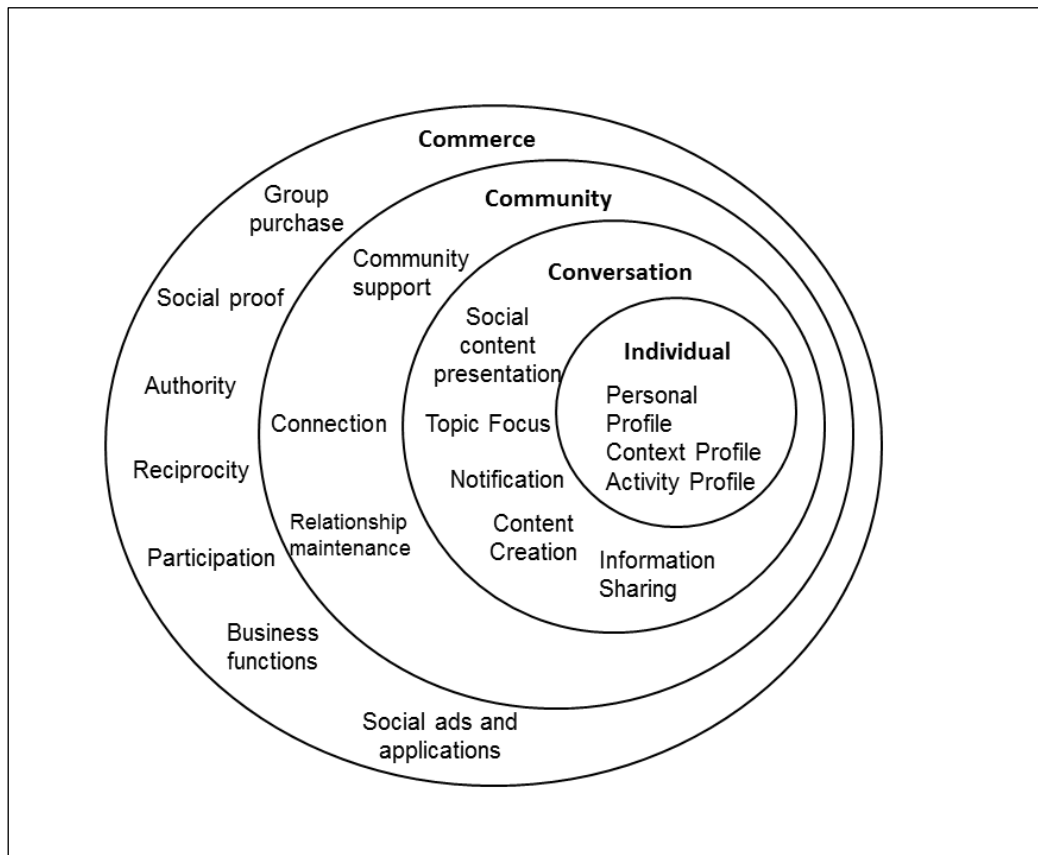 Commerce
Group
purchase
Social proof
Authority
Reciprocity
Participation
Business
functions
Social ads and
applications
Community
Community
support
Connection
Relationship
maintenance
Conversation
Social
content
presentation
Topic Focus
Notification
Content
Creation
Information
Sharing
Individual
Personal
Profile
Context Profile
Activity Profile